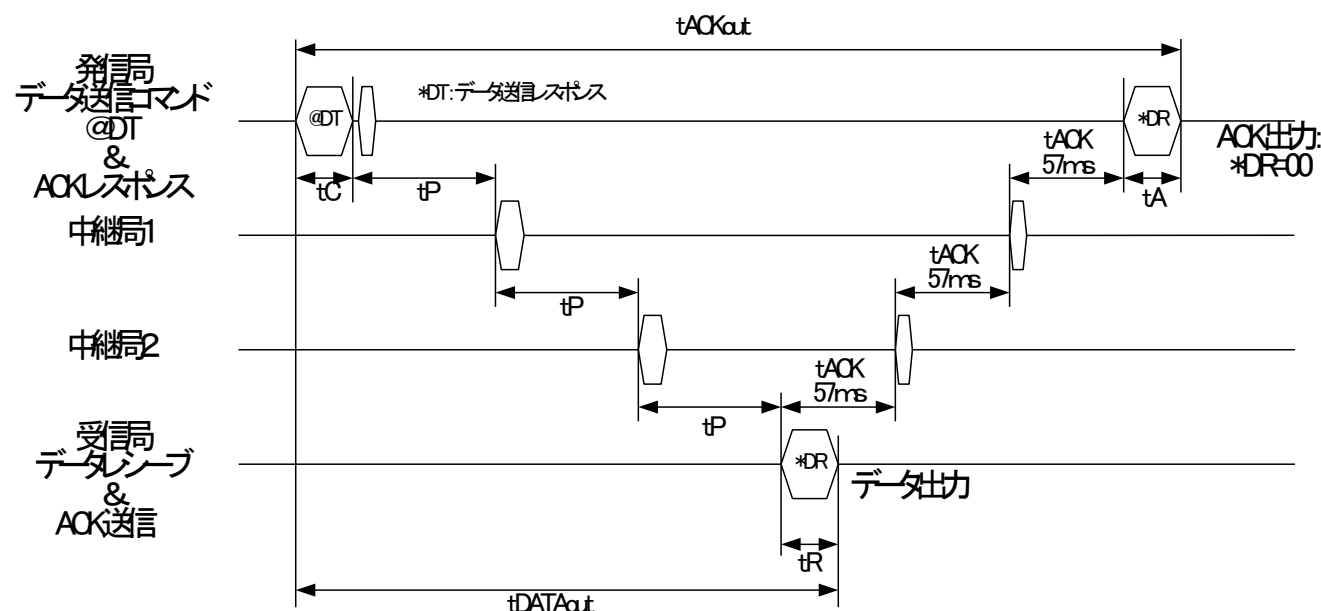 tACKout
発信局
データ送信コマンド
@DT
&
ACKレスポンス
@DT
*DT:データ送信レスポンス
*DR
ACK出力:
*DR=00
tACK
57ms
tC
tP
tA
中継局1
tACK
57ms
tP
中継局2
tACK
57ms
tP
受信局
データレシーブ
&
ACK送信
*DR
データ出力
tR
tDATAout